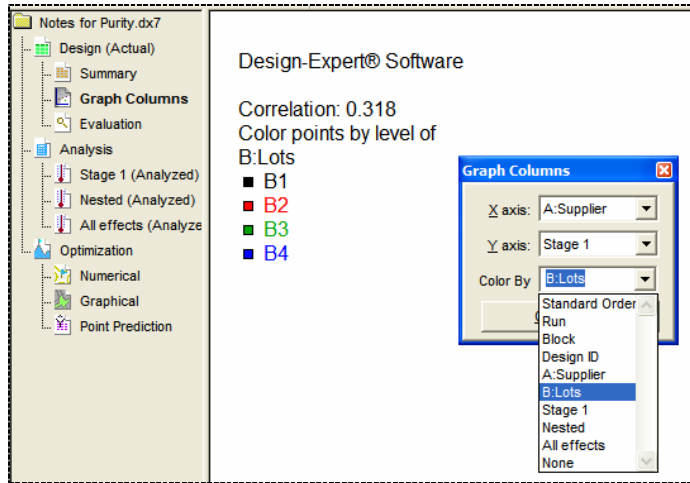 Notes for Purity.dx7
Design (Actual)
Summary
Graph Columns
Evaluation
Analysis
Stage 1 (Analyzed)
Nested (Analyzed)
All effects (Analyze
Optimization
Numerical
Graphical
Point Prediction
Design-Expert® Software
Correlation: 0.318
Color points by level of
B:Lots
B1
B2
B3
B4
Graph Columns
X axis: A:Supplier
Y axis: Stage 1
Color By B:Lots
Standard Order
Run
Block
Design ID
A:Supplier
B:Lots
Stage 1
Nested
All effects
None